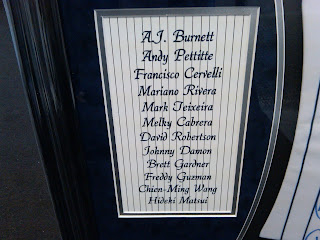 A.J. Burnett
Andy Pettitte
Francisco Cervelli
Mariano Rivera
Mark Teixeira
Melky Cabrera
David Robertson
Johnny Damon
Brett Gardner
Freddy Guzman
Chien-Ming Wang
Hideki Matsui